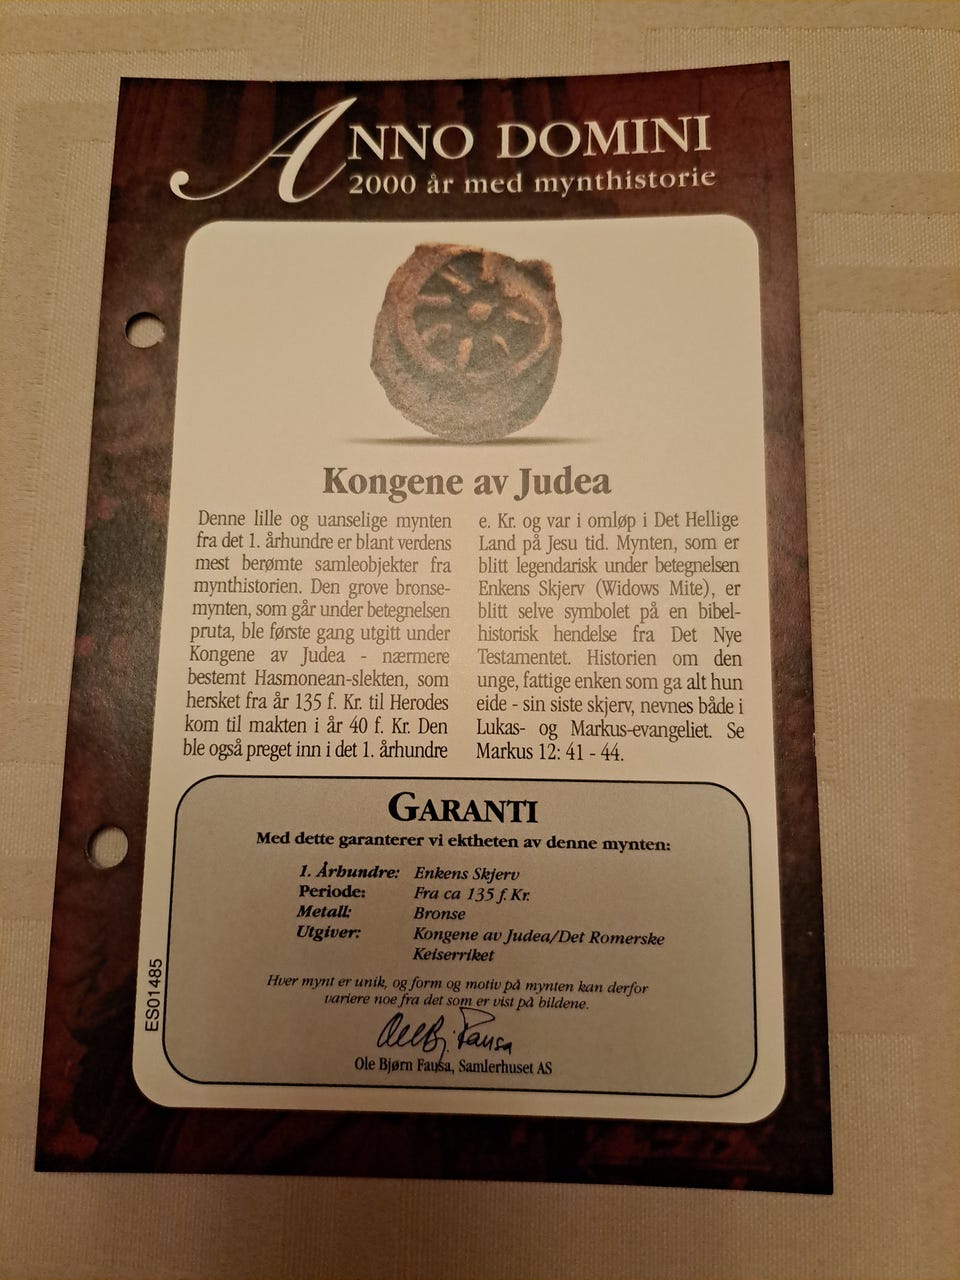 ANNO DOMINI
2000 år med mynthistorie
Kongene av Judea
Denne lille og uanselige mynten
fra det 1. århundre er blant verdens
mest berømte samleobjekter fra
mynthistorien. Den grove bronse-
mynten, som går under betegnelsen
pruta, ble første gang utgitt under
Kongene av Judea - nærmere
bestemt Hasmonean-slekten, som
hersket fra år 135 f. Kr. til Herodes
kom til makten i år 40 f. Kr. Den
ble også preget inn i det 1. århundre
e. Kr. og var i omløp i Det Hellige
Land på Jesu tid. Mynten, som er
blitt legendarisk under betegnelsen
Enkens Skjerv (Widows Mite), er
blitt selve symbolet på en bibel-
historisk hendelse fra Det Nye
Testamentet. Historien om den
unge, fattige enken som ga alt hun
eide - sin siste skjerv, nevnes både i
Lukas- og Markus-evangeliet. Se
Markus 12: 41 - 44.
GARANTI
Med dette garanterer vi ektheten av denne mynten:
1. Århundre: Enkens Skjerv
Periode: Fra ca 135 f. Kr.
Metall: Bronse
Utgiver: Kongene av Judea/Det Romerske
Keiserriket
Hver mynt er unik, og form og motiv på mynten kan derfor
variere noe fra det som er vist på bildene.
Ole Bj. Fausa
Ole Bjørn Fausa, Samlerhuset AS
ES01485